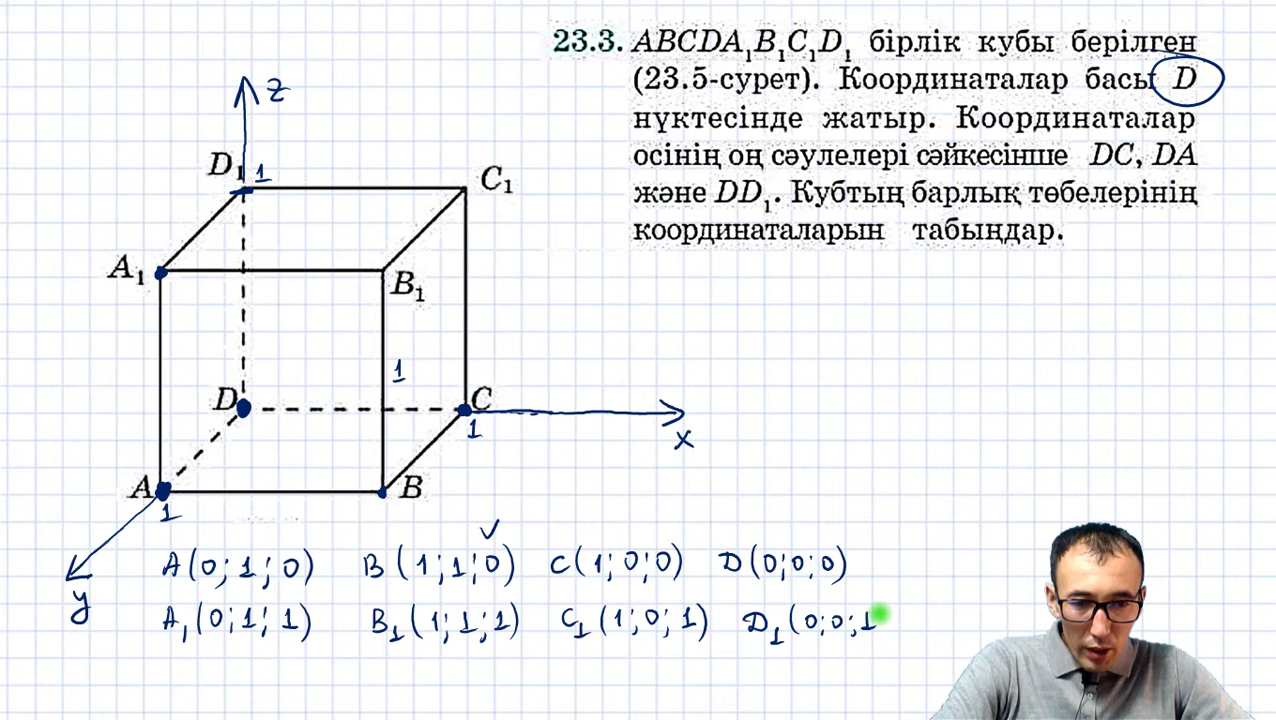 23.3. ABCDA₁B₁C₁D₁ бірлік кубы берілген
(23.5-сурет). Координаталар басы D
нүктесінде жатыр. Координаталар
осінің оң сәулелері сәйкесінше DC, DA
және DD₁. Кубтың барлық төбелерінің
координаталарын табыңдар.
z
D₁ 1
C₁
A₁
B₁
1
D
C
1
x
A
B
1
y
A(0;1;0) B(1;1;0) C(1;0;0) D(0;0;0)
A₁(0;1;1) B₁(1;1;1) C₁(1;0;1) D₁(0;0;1